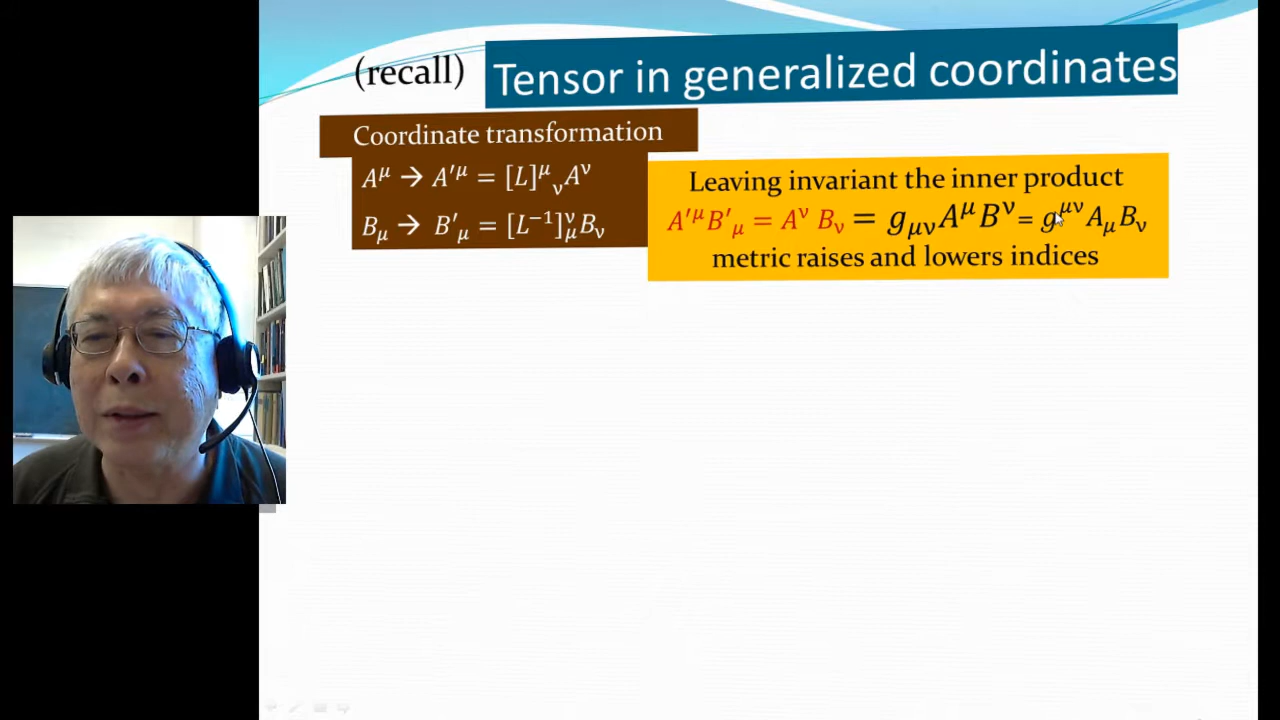 (recall) Tensor in generalized coordinates
Coordinate transformation
A^μ → A'^μ = [L]^μ_ν A^ν
B_μ → B'_μ = [L^−1]^ν_μ B_ν
Leaving invariant the inner product
A'^μ B'_μ = A^ν B_ν = g_μν A^μ B^ν = g^μν A_μ B_ν
metric raises and lowers indices